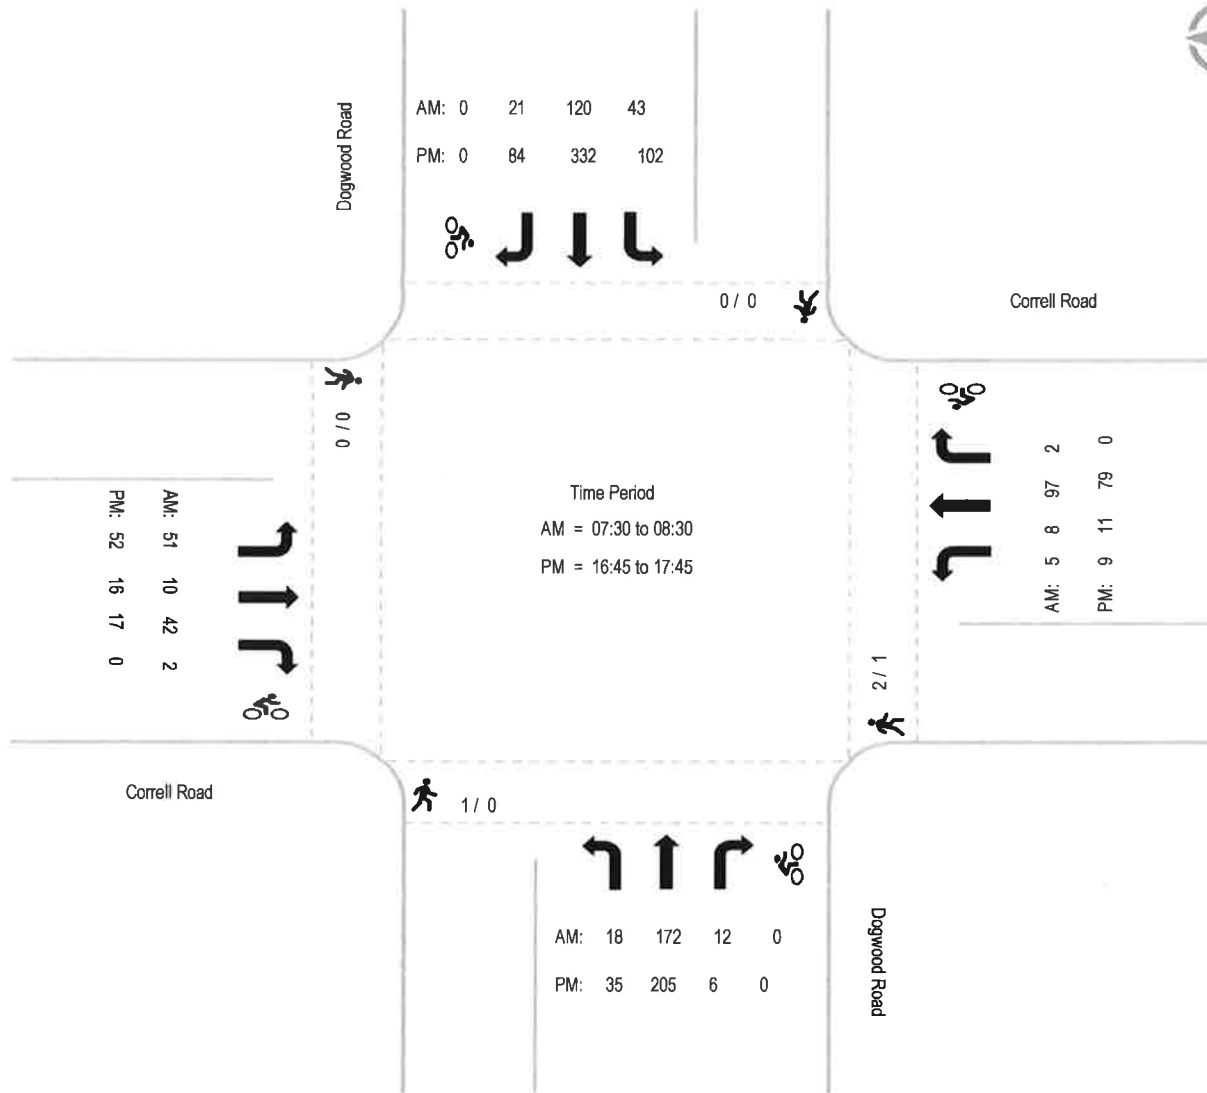 AM: 0 21 120 43
PM: 0 84 332 102
Dogwood Road
0 / 0
Correll Road
0 / 0
AM: 5 8 97 2
PM: 9 11 79 0
Time Period
AM = 07:30 to 08:30
PM = 16:45 to 17:45
AM: 51 10 42 2
PM: 52 16 17 0
2 / 1
Correll Road
1 / 0
AM: 18 172 12 0
PM: 35 205 6 0
Dogwood Road